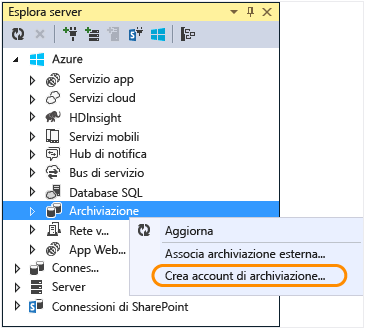 Esplora server
Azure
Servizio app
Servizi cloud
HDInsight
Servizi mobili
Hub di notifica
Bus di servizio
Database SQL
Archiviazione
Rete v...
App Web...
Connes...
Server
Connessioni di SharePoint
Aggiorna
Associa archiviazione esterna...
Crea account di archiviazione...